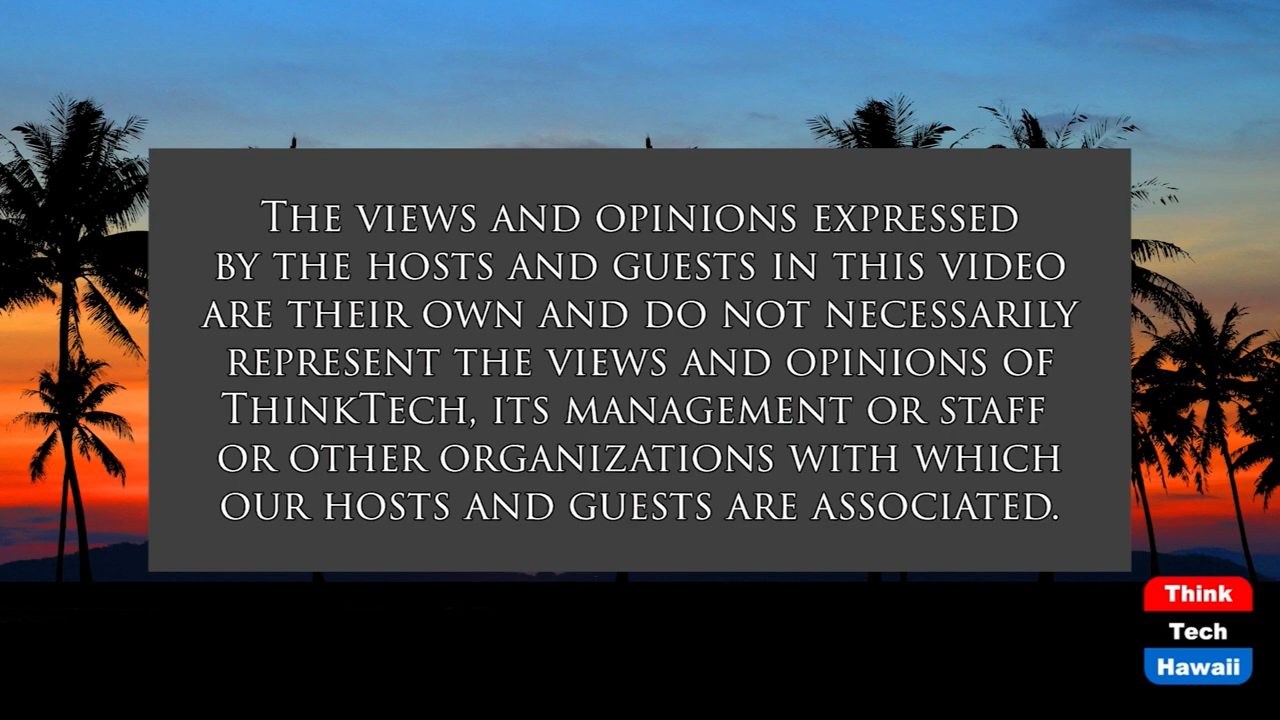 The views and opinions expressed
by the hosts and guests in this video
are their own and do not necessarily
represent the views and opinions of
ThinkTech, its management or staff
or other organizations with which
our hosts and guests are associated.
Think
Tech
Hawaii